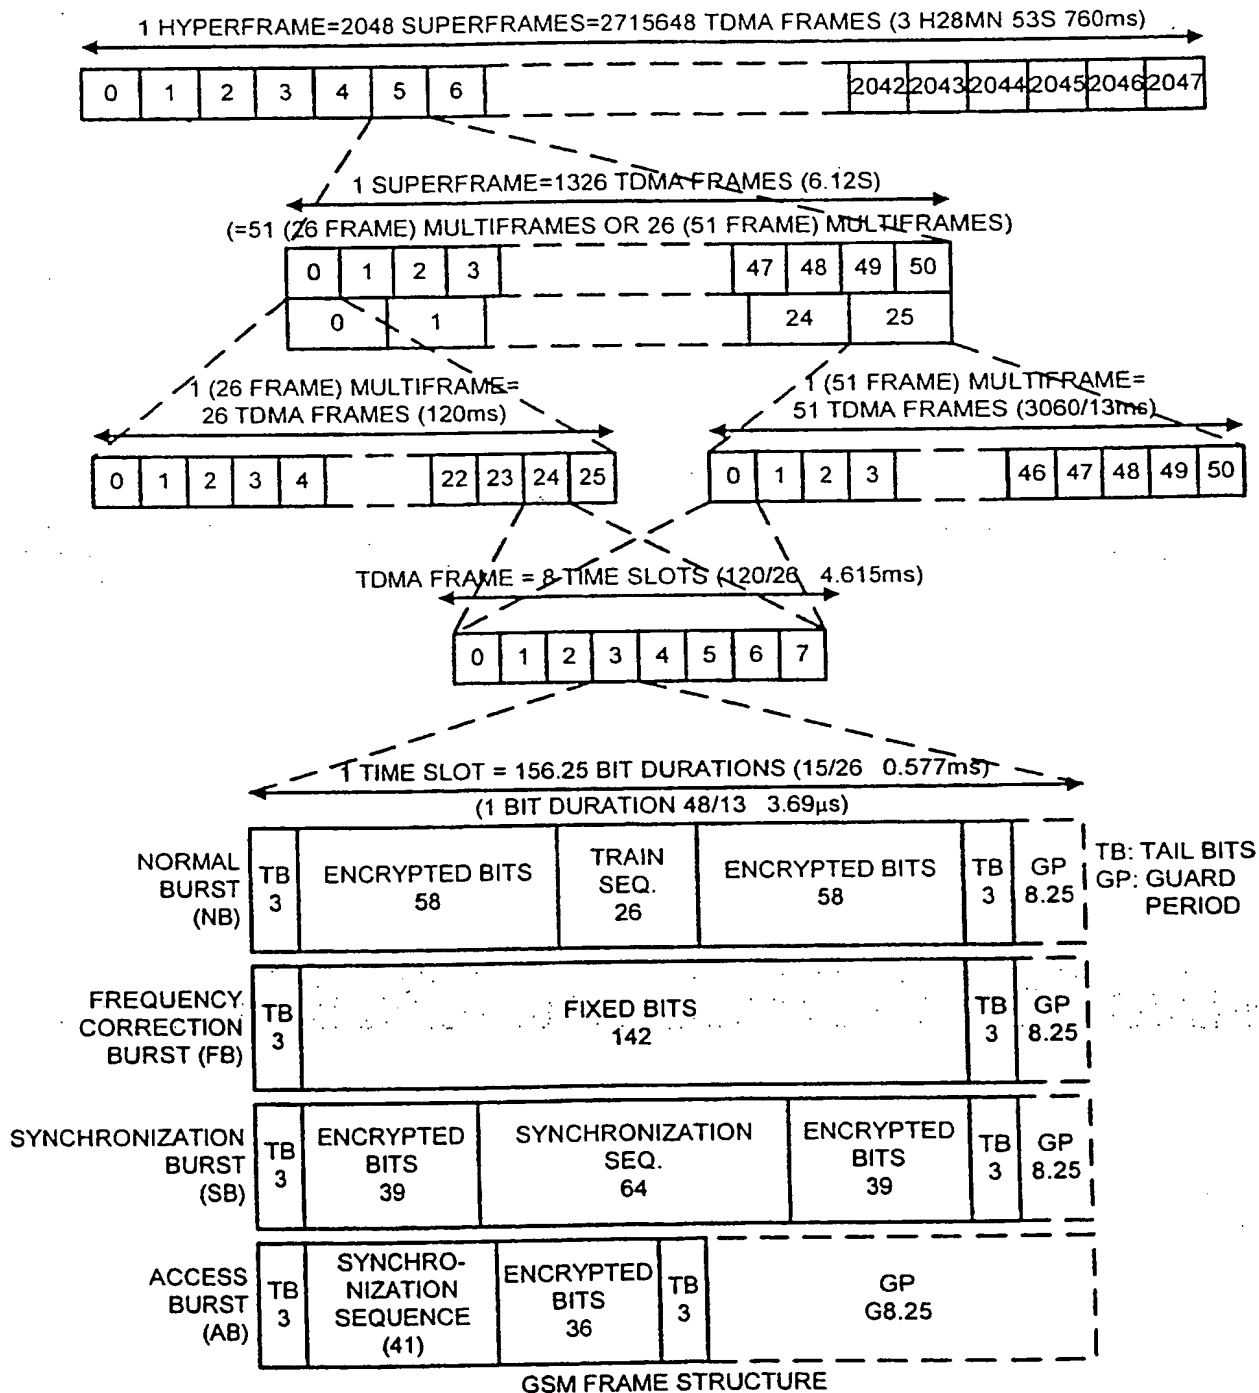 1 HYPERFRAME=2048 SUPERFRAMES=2715648 TDMA FRAMES (3 H28MN 53S 760ms)
0 1 2 3 4 5 6 2042 2043 2044 2045 2046 2047
1 SUPERFRAME=1326 TDMA FRAMES (6.12S)
(=51 (26 FRAME) MULTIFRAMES OR 26 (51 FRAME) MULTIFRAMES)
0 1 2 3 47 48 49 50
0 1 24 25
1 (26 FRAME) MULTIFRAME=
26 TDMA FRAMES (120ms)
1 (51 FRAME) MULTIFRAME=
51 TDMA FRAMES (3060/13ms)
0 1 2 3 4 22 23 24 25
0 1 2 3 46 47 48 49 50
TDMA FRAME = 8 TIME SLOTS (120/26 4.615ms)
0 1 2 3 4 5 6 7
1 TIME SLOT = 156.25 BIT DURATIONS (15/26 0.577ms)
(1 BIT DURATION 48/13 3.69µs)
NORMAL
BURST
(NB)
TB
3
ENCRYPTED BITS
58
TRAIN
SEQ.
26
ENCRYPTED BITS
58
TB
3
GP
8.25
TB: TAIL BITS
GP: GUARD
PERIOD
FREQUENCY
CORRECTION
BURST (FB)
TB
3
FIXED BITS
142
TB
3
GP
8.25
SYNCHRONIZATION
BURST
(SB)
TB
3
ENCRYPTED
BITS
39
SYNCHRONIZATION
SEQ.
64
ENCRYPTED
BITS
39
TB
3
GP
8.25
ACCESS
BURST
(AB)
TB
3
SYNCHRO-
NIZATION
SEQUENCE
(41)
ENCRYPTED
BITS
36
TB
3
GP
G8.25
GSM FRAME STRUCTURE